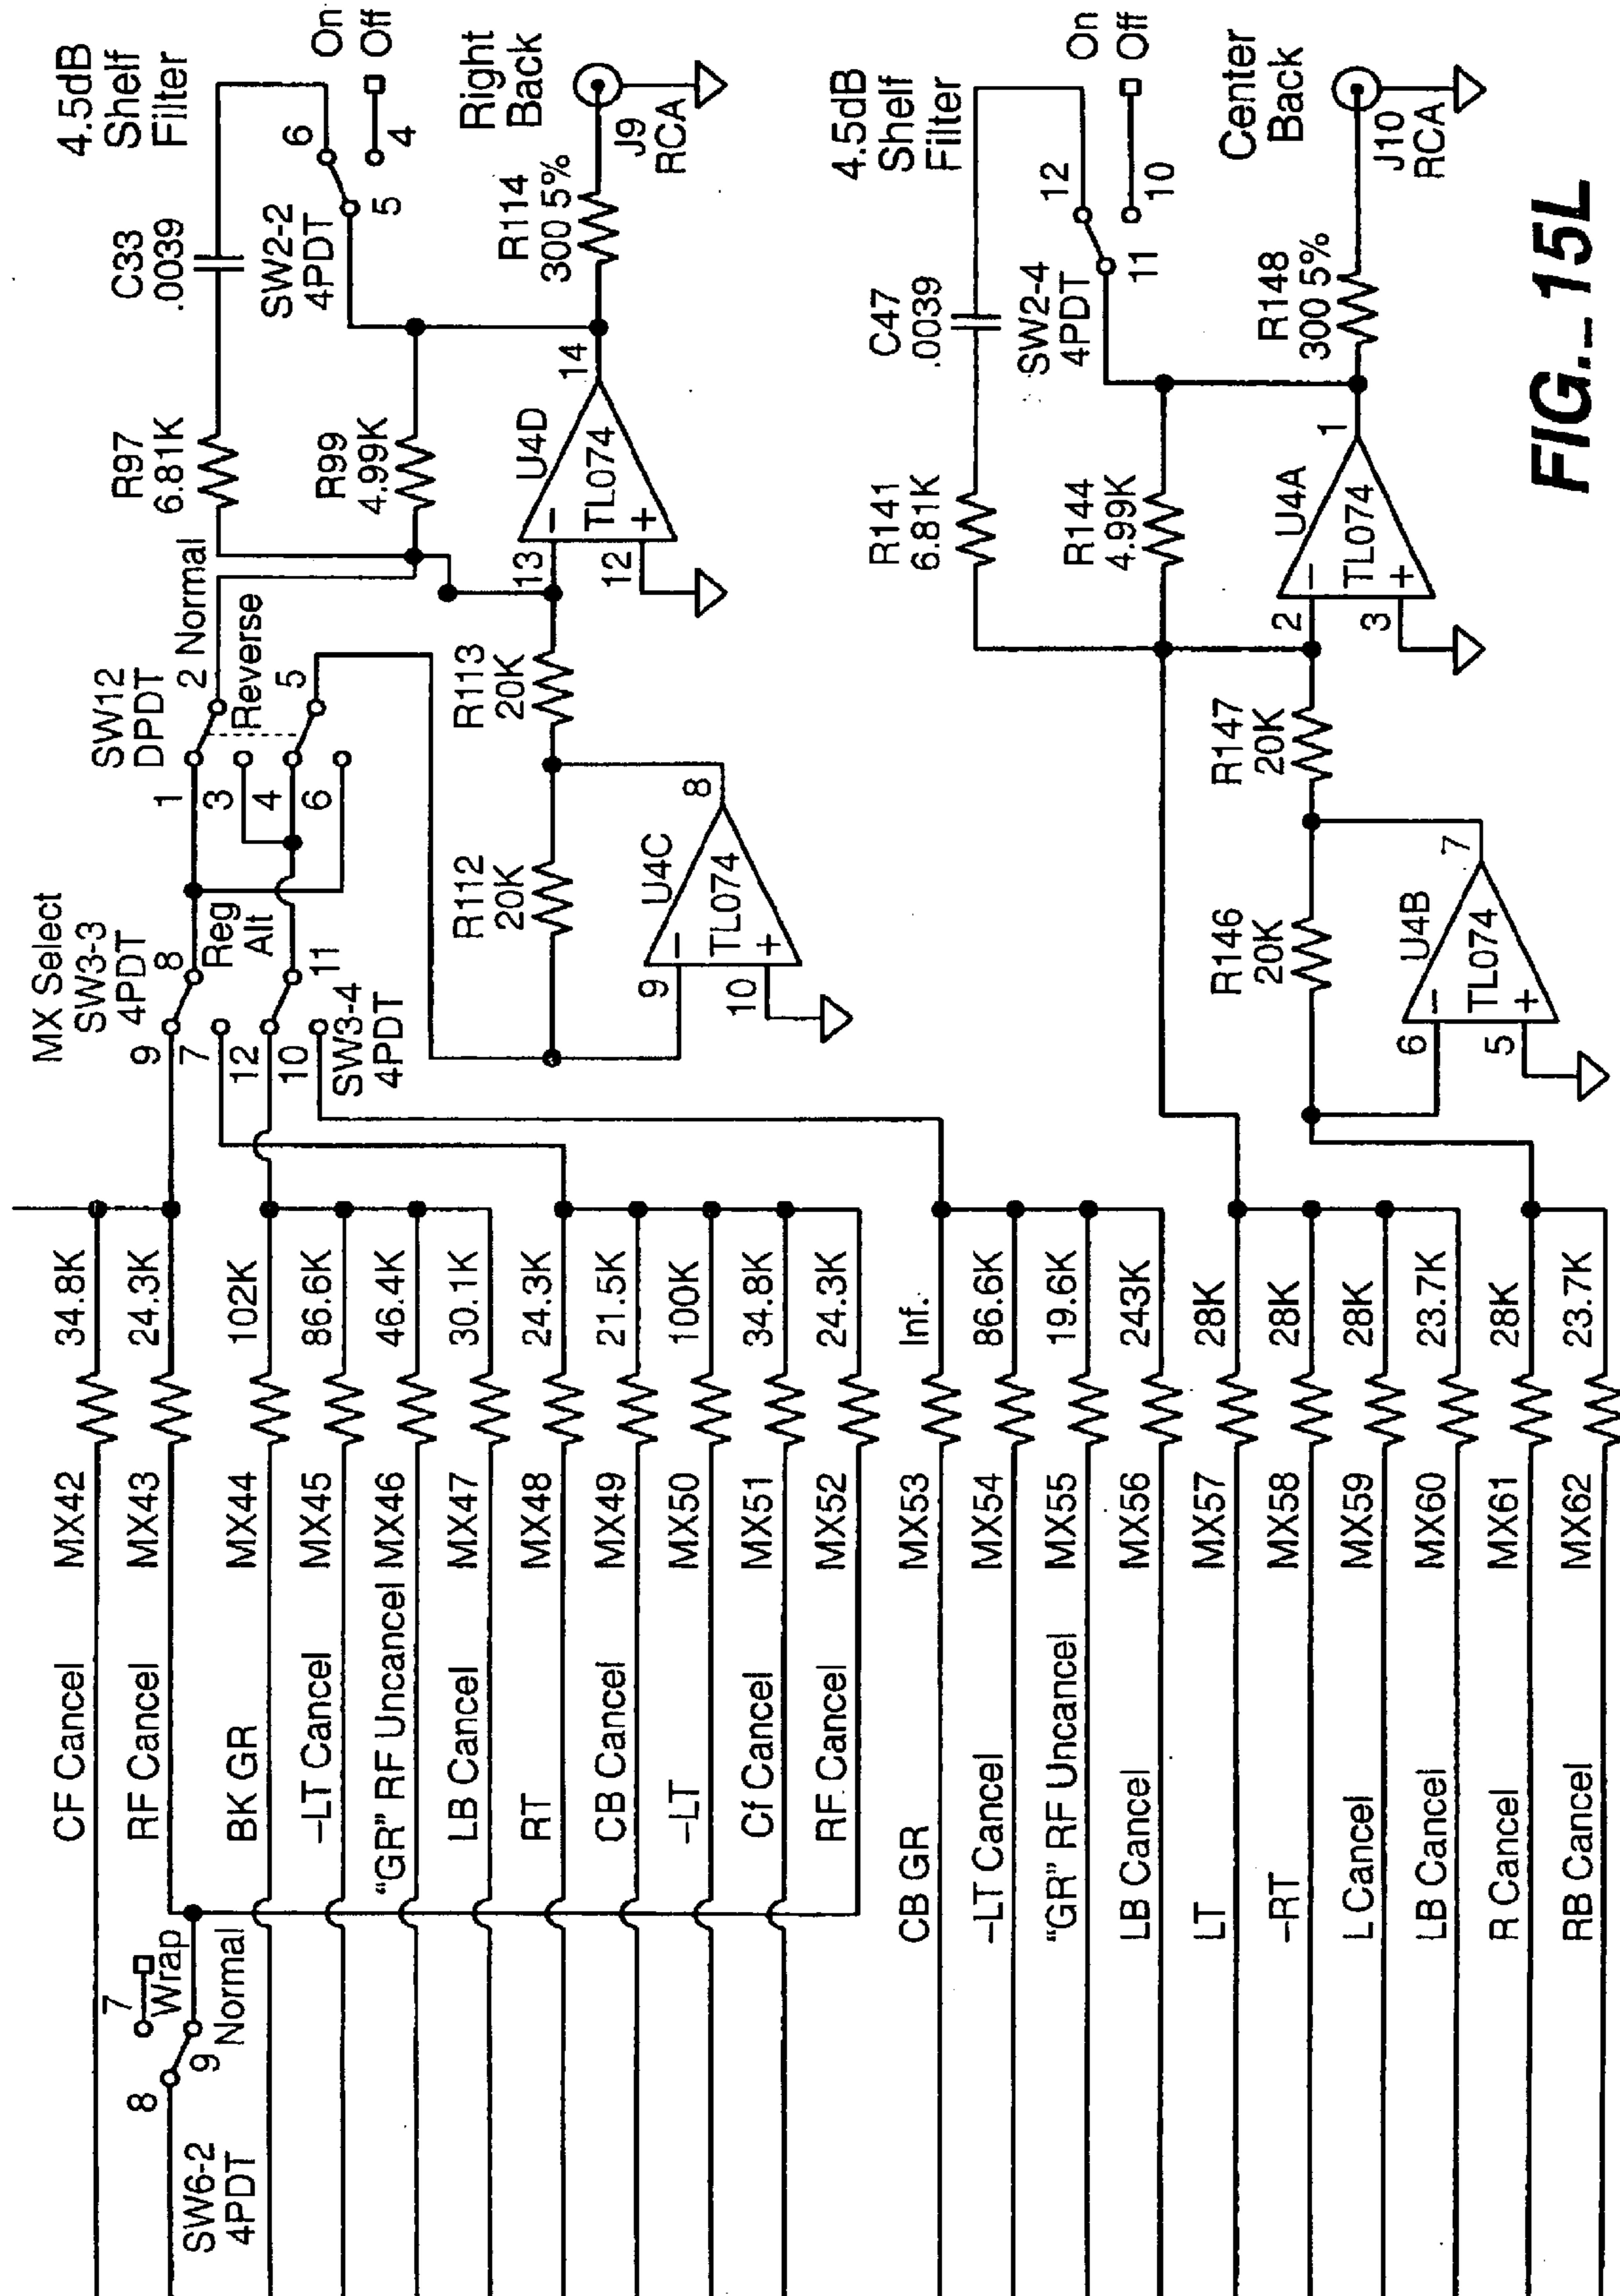 CF Cancel MX42 34.8K
RF Cancel MX43 24.3K
BK GR MX44 102K
–LT Cancel MX45 86.6K
“GR” RF Uncancel MX46 46.4K
LB Cancel MX47 30.1K
RT MX48 24.3K
CB Cancel MX49 21.5K
–LT MX50 100K
Cf Cancel MX51 34.8K
RF Cancel MX52 24.3K
CB GR MX53 Inf.
–LT Cancel MX54 86.6K
“GR” RF Uncancel MX55 19.6K
LB Cancel MX56 243K
LT MX57 28K
–RT MX58 28K
L Cancel MX59 28K
LB Cancel MX60 23.7K
R Cancel MX61 28K
RB Cancel MX62 23.7K
SW6-2
4PDT
8
7
9
Wrap
Normal
MX Select
SW3-3
4PDT
9
8
7
Reg
Alt
12
11
10
SW3-4
4PDT
SW12
DPDT
1
2
Normal
3
Reverse
4
5
6
R97
6.81K
C33
.0039
4.5dB
Shelf
Filter
SW2-2
4PDT
6
On
5
4
Off
R99
4.99K
R112
20K
R113
20K
U4C
TL074
9
–
10
+
8
U4D
TL074
13
–
12
+
14
R114
300 5%
Right
Back
J9
RCA
R141
6.81K
C47
.0039
4.5dB
Shelf
Filter
SW2-4
4PDT
12
On
11
10
Off
R144
4.99K
R146
20K
R147
20K
U4B
TL074
6
–
5
+
7
U4A
TL074
2
–
3
+
1
R148
300 5%
Center
Back
J10
RCA
FIG._15L